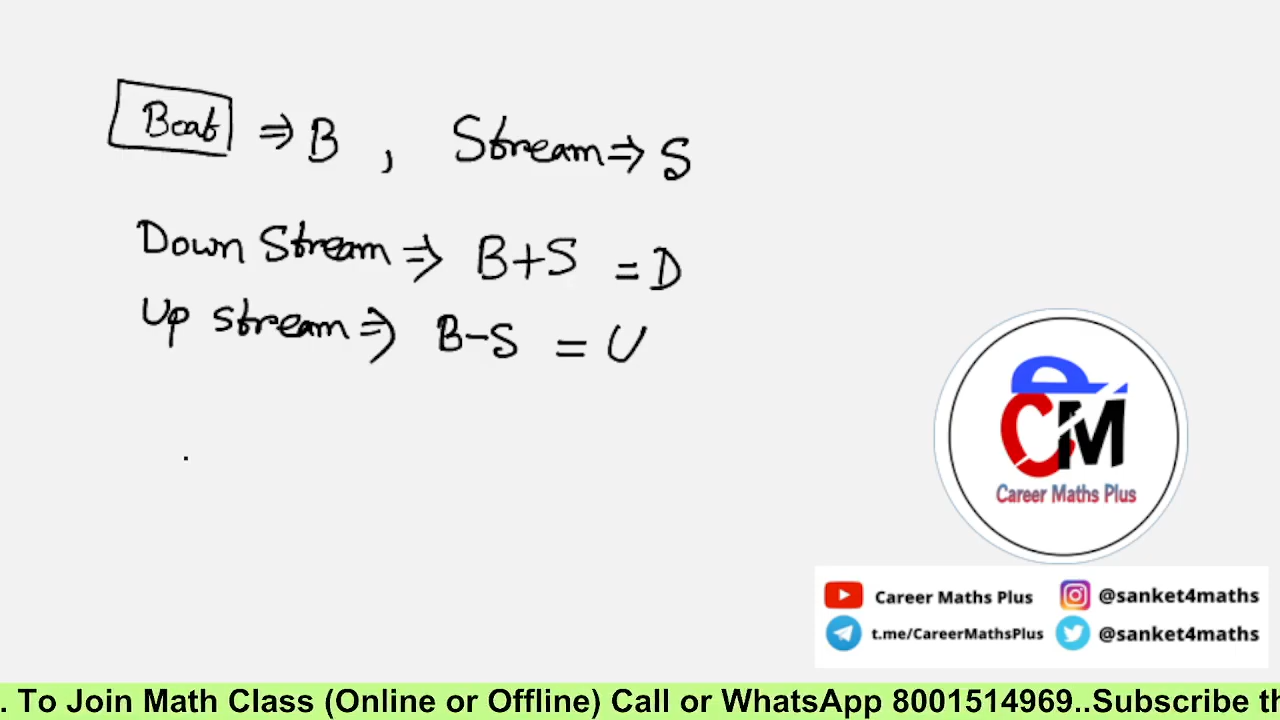 Boat ⇒ B , Stream ⇒ S
Down Stream ⇒ B+S = D
Up stream ⇒ B-S = U
CM
Career Maths Plus
Career Maths Plus @sanket4maths
t.me/CareerMathsPlus @sanket4maths
. To Join Math Class (Online or Offline) Call or WhatsApp 8001514969..Subscribe th